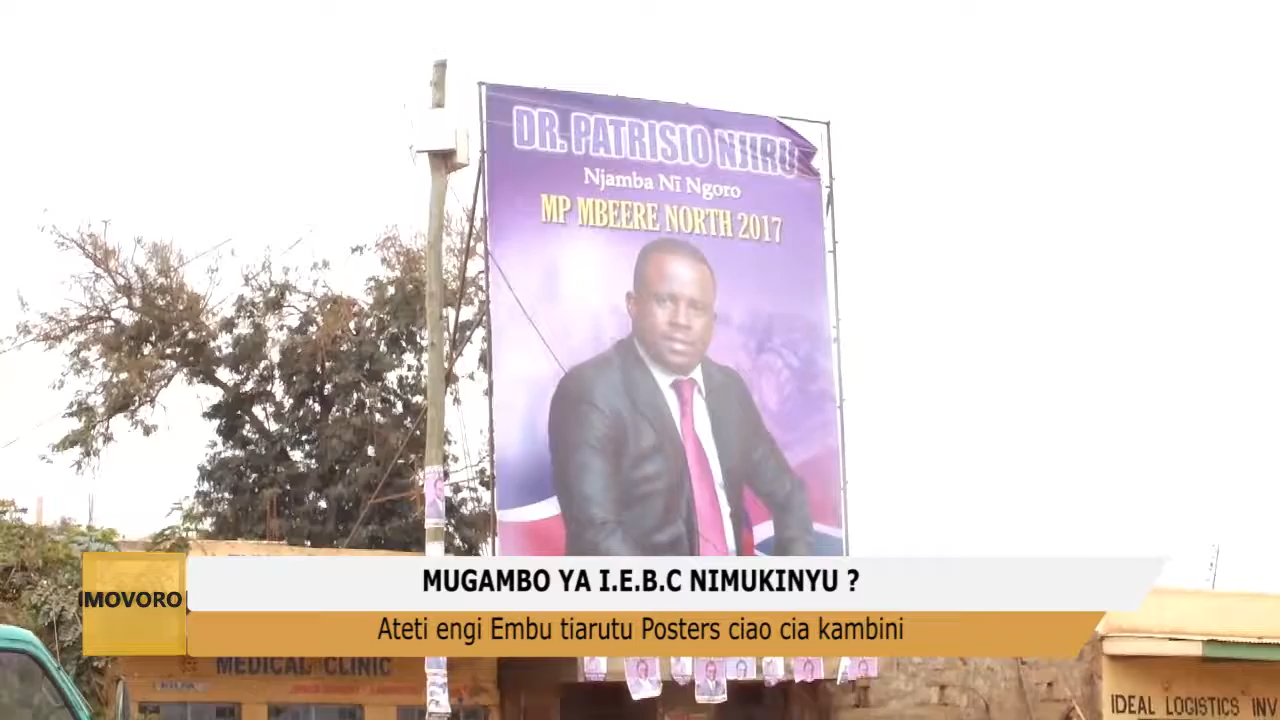 DR. PATRISIO NJIRU
Njamba Nĩ Ngoro
MP MBEERE NORTH 2017
MOVORO
MUGAMBO YA I.E.B.C NIMUKINYU ?
Ateti engi Embu tiarutu Posters ciao cia kambini
MEDICAL CLINIC
IDEAL LOGISTICS INV